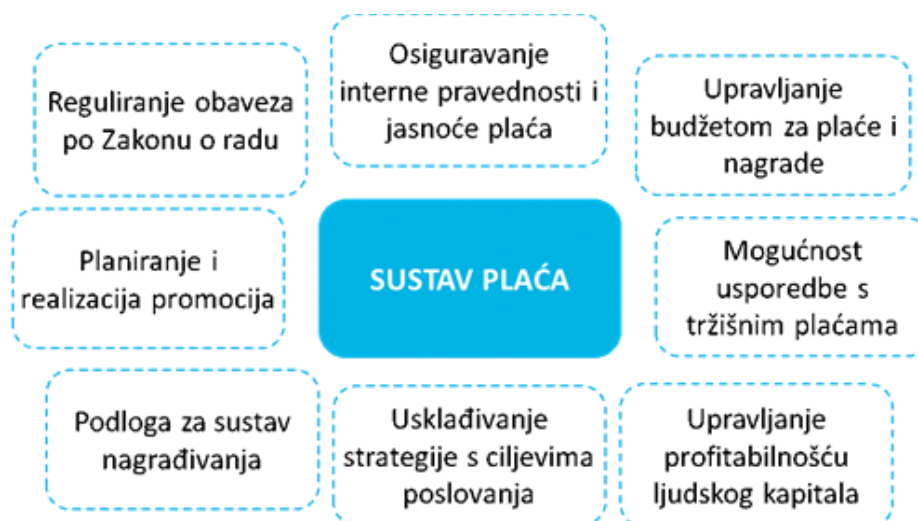 Osiguravanje
interne pravednosti i
jasnoće plaća
Reguliranje obaveza
po Zakonu o radu
Upravljanje
budžetom za plaće i
nagrade
Planiranje i
realizacija promocija
SUSTAV PLAĆA
Mogućnost
usporedbe s
tržišnim plaćama
Podloga za sustav
nagrađivanja
Usklađivanje
strategije s ciljevima
poslovanja
Upravljanje
profitabilnošću
ljudskog kapitala